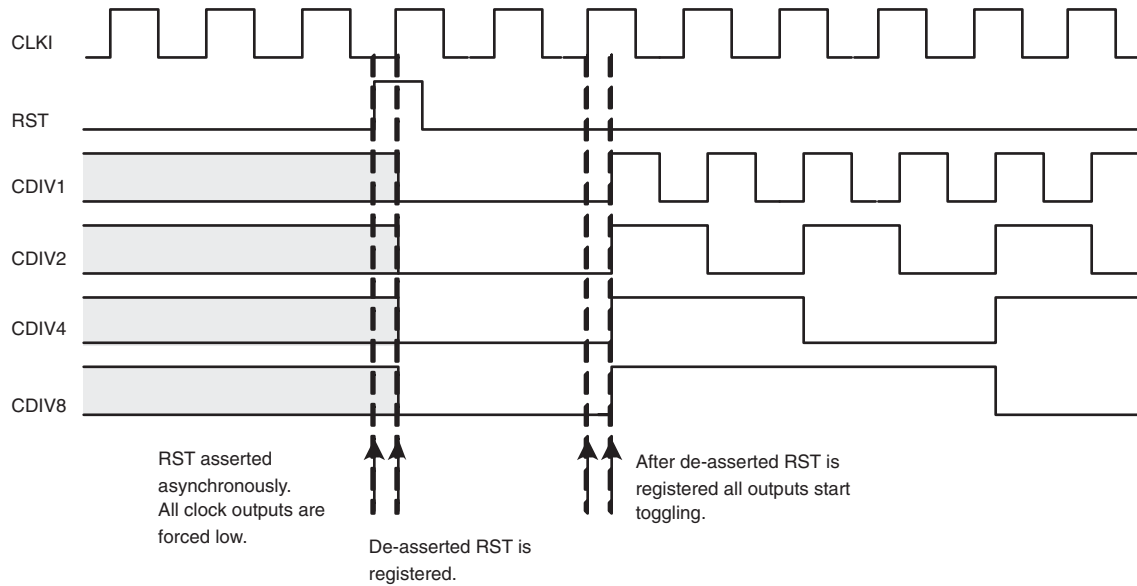 CLKI
RST
CDIV1
CDIV2
CDIV4
CDIV8
RST asserted
asynchronously.
All clock outputs are
forced low.
De-asserted RST is
registered.
After de-asserted RST is
registered all outputs start
toggling.